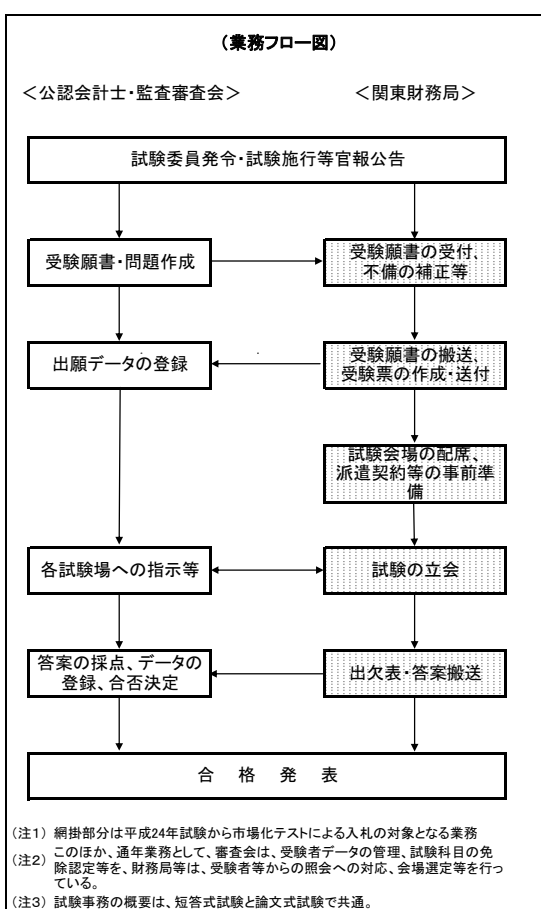 (業務フロー図)
＜公認会計士・監査審査会＞ ＜関東財務局＞
試験委員発令・試験施行等官報公告
受験願書・問題作成
受験願書の受付、
不備の補正等
出願データの登録
受験願書の搬送、
受験票の作成・送付
試験会場の配席、
派遣契約等の事前準
備
各試験場への指示等
試験の立会
答案の採点、データの
登録、合否決定
出欠表・答案搬送
合 格 発 表
(注1) 網掛部分は平成24年試験から市場化テストによる入札の対象となる業務
(注2) このほか、通年業務として、審査会は、受験者データの管理、試験科目の免
除認定等を、財務局等は、受験者等からの照会への対応、会場選定等を行っ
ている。
(注3) 試験事務の概要は、短答式試験と論文式試験で共通。